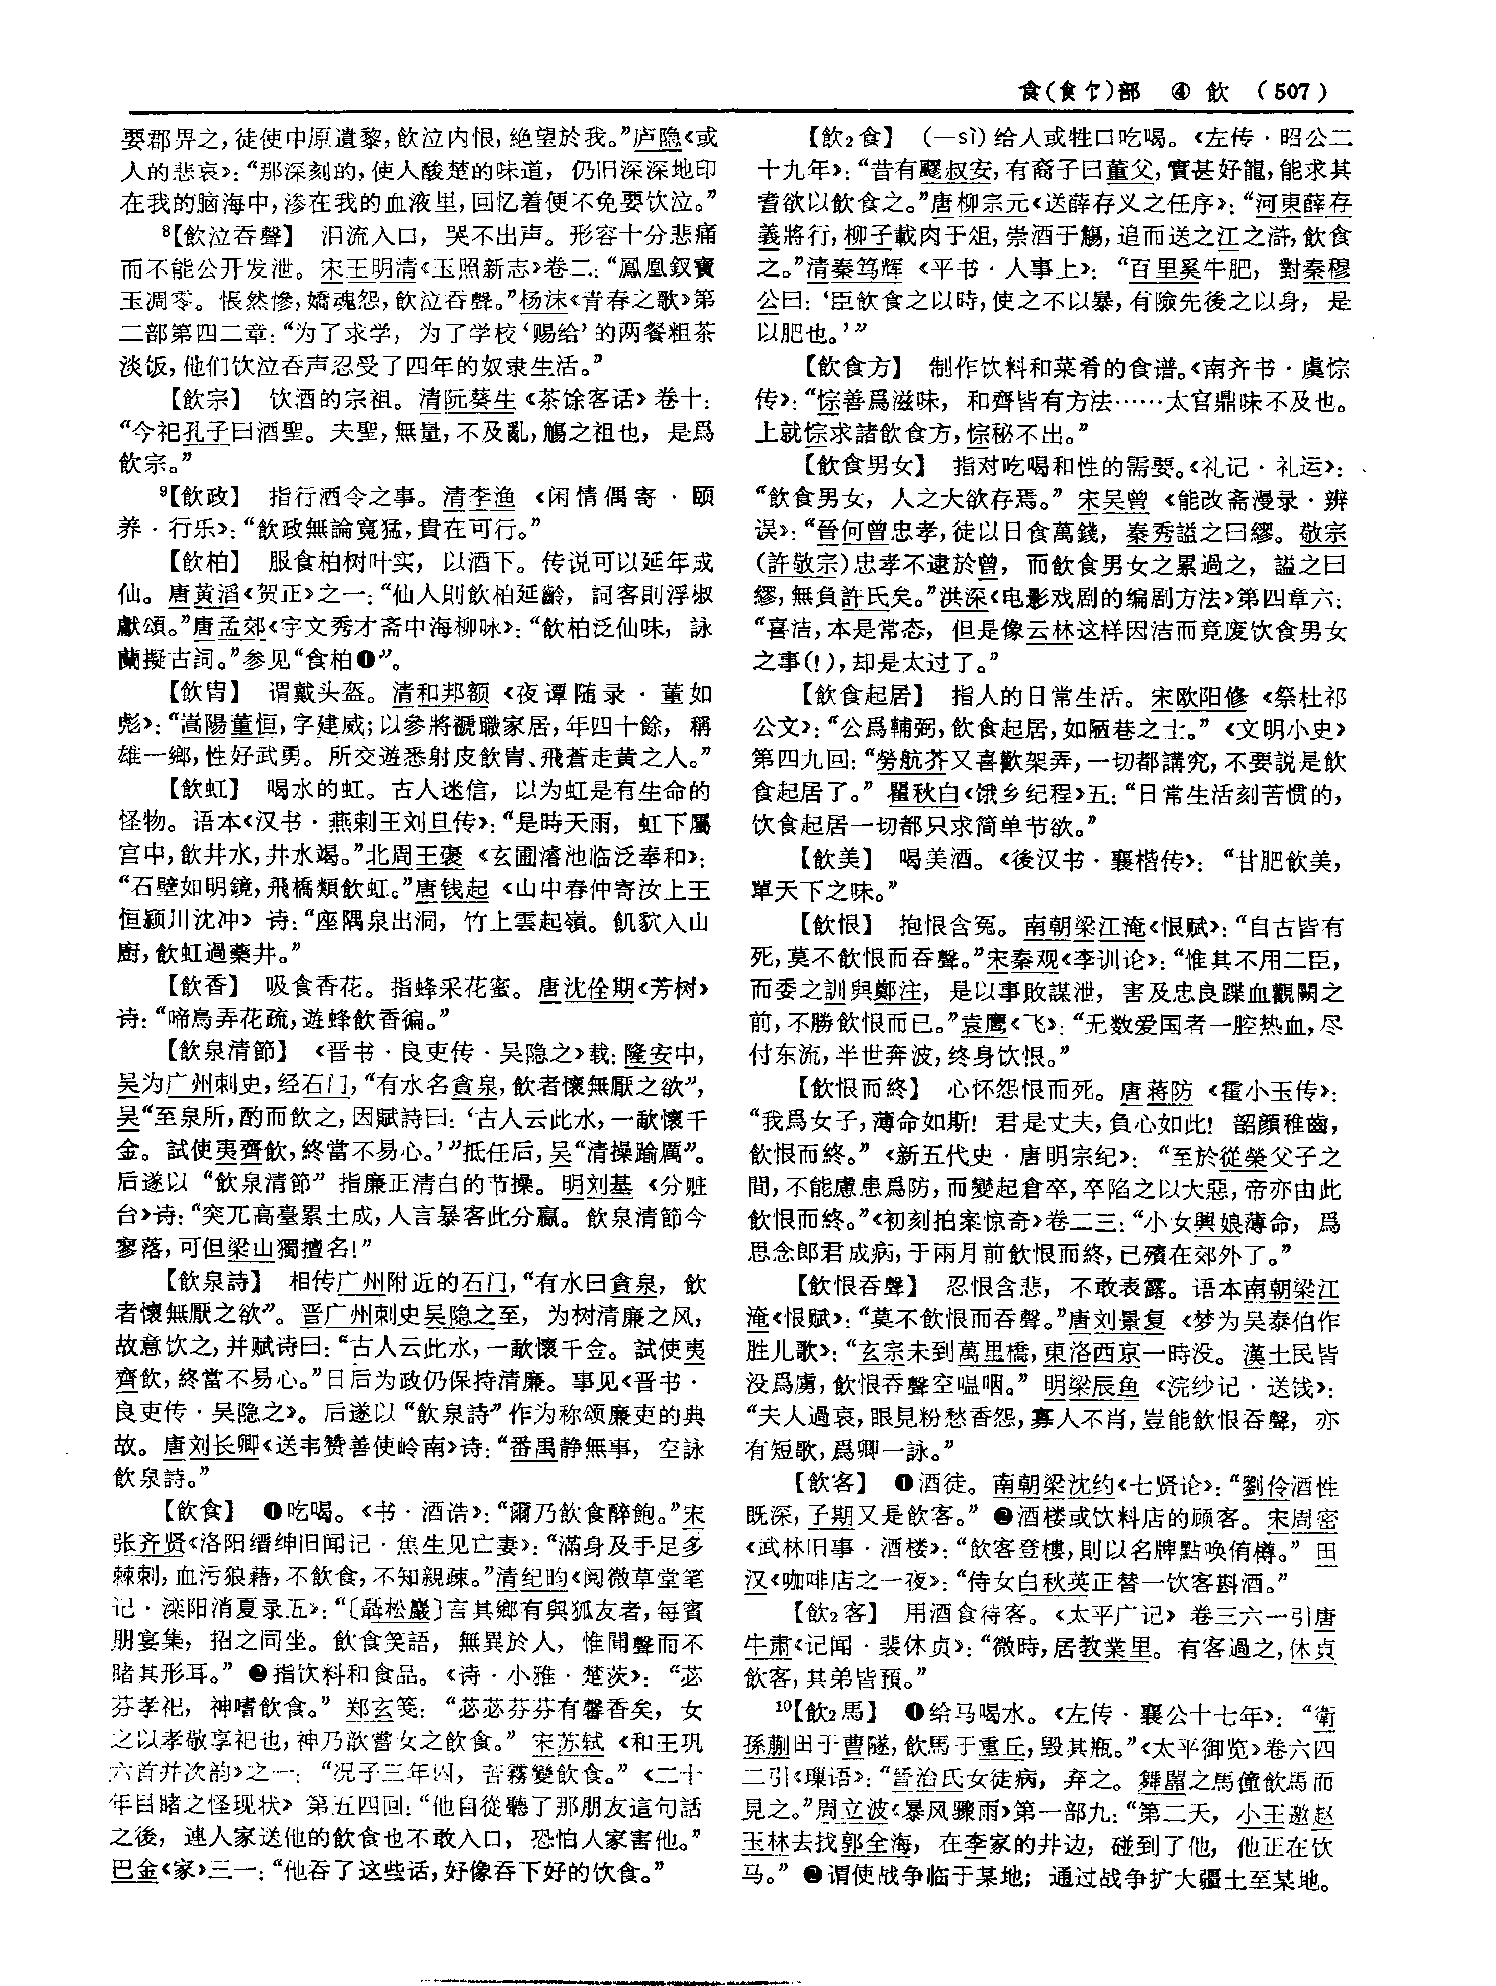 食(食饣)部　④　飲　(507)
要郡畀之,徒使中原遺黎,飲泣内恨,絶望於我。”庐隐《或
人的悲哀》:“那深刻的,使人酸楚的味道,仍旧深深地印
在我的脑海中,渗在我的血液里,回忆着便不免要饮泣。”
⁸【飲泣吞聲】　泪流入口,哭不出声。形容十分悲痛
而不能公开发泄。宋王明清《玉照新志》卷二:“鳳凰釵寶
玉凋零。悵然慘,嬌魂怨,飲泣吞聲。”杨沫《青春之歌》第
二部第四二章:“为了求学,为了学校‘赐给’的两餐粗茶
淡饭,他们饮泣吞声忍受了四年的奴隶生活。”
【飲宗】　饮酒的宗祖。清阮葵生《茶馀客话》卷十:
“今祀孔子曰酒聖。夫聖,無量,不及亂,觴之祖也,是爲
飲宗。”
⁹【飲政】　指行酒令之事。清李渔《闲情偶寄·颐
养·行乐》:“飲政無論寬猛,貴在可行。”
【飲柏】　服食柏树叶实,以酒下。传说可以延年成
仙。唐黄滔《贺正》之一:“仙人則飲柏延齡,詞客則浮椒
獻頌。”唐孟郊《宇文秀才斋中海柳咏》:“飲柏泛仙味,詠
蘭擬古詞。”参见“食柏❶”。
【飲胄】　谓戴头盔。清和邦额《夜谭随录·董如
彪》:“嵩陽董恒,字建威;以參將褫職家居,年四十餘,稱
雄一鄉,性好武勇。所交遊悉射皮飲胄、飛蒼走黄之人。”
【飲虹】　喝水的虹。古人迷信,以为虹是有生命的
怪物。语本《汉书·燕剌王刘旦传》:“是時天雨,虹下屬
宫中,飲井水,井水竭。”北周王褒《玄圃濬池临泛奉和》:
“石壁如明鏡,飛橋類飲虹。”唐钱起《山中春仲寄汝上王
恒颍川沈冲》诗:“座隅泉出洞,竹上雲起嶺。飢狖入山
廚,飲虹過藥井。”
【飲香】　吸食香花。指蜂采花蜜。唐沈佺期《芳树》
诗:“啼鳥弄花疏,遊蜂飲香徧。”
【飲泉清節】　《晋书·良吏传·吴隐之》载:隆安中,
吴为广州刺史,经石门,“有水名貪泉,飲者懷無厭之欲”,
吴“至泉所,酌而飲之,因賦詩曰:‘古人云此水,一歃懷千
金。試使夷齊飲,終當不易心。’”抵任后,吴“清操踰厲”。
后遂以“飲泉清節”指廉正清白的节操。明刘基《分赃
台》诗:“突兀高臺累土成,人言暴客此分贏。飲泉清節今
寥落,可但梁山獨擅名!”
【飲泉詩】　相传广州附近的石门,“有水曰貪泉,飲
者懷無厭之欲”。晋广州刺史吴隐之至,为树清廉之风,
故意饮之,并赋诗曰:“古人云此水,一歃懷千金。試使夷
齊飲,終當不易心。”日后为政仍保持清廉。事见《晋书·
良吏传·吴隐之》。后遂以“飲泉詩”作为称颂廉吏的典
故。唐刘长卿《送韦赞善使岭南》诗:“番禺静無事,空詠
飲泉詩。”
【飲食】　❶吃喝。《书·酒诰》:“爾乃飲食醉飽。”宋
张齐贤《洛阳缙绅旧闻记·焦生见亡妻》:“滿身及手足多
棘刺,血污狼藉,不飲食,不知親疎。”清纪昀《阅微草堂笔
记·滦阳消夏录五》:“〔聶松巖〕言其鄉有與狐友者,每賓
朋宴集,招之同坐。飲食笑語,無異於人,惟聞聲而不
睹其形耳。”❷指饮料和食品。《诗·小雅·楚茨》:“苾
芬孝祀,神嗜飲食。”郑玄笺:“苾苾芬芬有馨香矣,女
之以孝敬享祀也,神乃歆嘗女之飲食。”宋苏轼《和王巩
六首并次韵》之一:“况子三年囚,苦霧變飲食。”《二十
年目睹之怪现状》第五四回:“他自從聽了那朋友這句話
之後,連人家送他的飲食也不敢入口,恐怕人家害他。”
巴金《家》三一:“他吞了这些话,好像吞下好的饮食。”
【飲₂食】　(—sì)给人或牲口吃喝。《左传·昭公二
十九年》:“昔有飂叔安,有裔子曰董父,實甚好龍,能求其
耆欲以飲食之。”唐柳宗元《送薛存义之任序》:“河東薛存
義將行,柳子載肉于俎,崇酒于觴,追而送之江之滸,飲食
之。”清秦笃辉《平书·人事上》:“百里奚牛肥,對秦穆
公曰:‘臣飲食之以時,使之不以暴,有險先後之以身,是
以肥也。’”
【飲食方】　制作饮料和菜肴的食谱。《南齐书·虞悰
传》:“悰善爲滋味,和齊皆有方法……太官鼎味不及也。
上就悰求諸飲食方,悰秘不出。”
【飲食男女】　指对吃喝和性的需要。《礼记·礼运》:
“飲食男女,人之大欲存焉。”宋吴曾《能改斋漫录·辨
误》:“晉何曾忠孝,徒以日食萬錢,秦秀謚之曰繆。敬宗
(許敬宗)忠孝不逮於曾,而飲食男女之累過之,謚之曰
繆,無負許氏矣。”洪深《电影戏剧的编剧方法》第四章六:
“喜洁,本是常态,但是像云林这样因洁而竟废饮食男女
之事(!),却是太过了。”
【飲食起居】　指人的日常生活。宋欧阳修《祭杜祁
公文》:“公爲輔弼,飲食起居,如陋巷之士。”《文明小史》
第四九回:“勞航芥又喜歡架弄,一切都講究,不要說是飲
食起居了。”瞿秋白《饿乡纪程》五:“日常生活刻苦惯的,
饮食起居一切都只求简单节欲。”
【飲美】　喝美酒。《後汉书·襄楷传》:“甘肥飲美,
單天下之味。”
【飲恨】　抱恨含冤。南朝梁江淹《恨赋》:“自古皆有
死,莫不飲恨而吞聲。”宋秦观《李训论》:“惟其不用二臣,
而委之訓與鄭注,是以事敗謀泄,害及忠良蹀血觀闕之
前,不勝飲恨而已。”袁鹰《飞》:“无数爱国者一腔热血,尽
付东流,半世奔波,终身饮恨。”
【飲恨而終】　心怀怨恨而死。唐蒋防《霍小玉传》:
“我爲女子,薄命如斯!君是丈夫,負心如此!韶顔稚齒,
飲恨而終。”《新五代史·唐明宗纪》:“至於從榮父子之
間,不能慮患爲防,而變起倉卒,卒陷之以大惡,帝亦由此
飲恨而終。”《初刻拍案惊奇》卷二三:“小女興娘薄命,爲
思念郎君成病,于兩月前飲恨而終,已殯在郊外了。”
【飲恨吞聲】　忍恨含悲,不敢表露。语本南朝梁江
淹《恨赋》:“莫不飲恨而吞聲。”唐刘景复《梦为吴泰伯作
胜儿歌》:“玄宗未到萬里橋,東洛西京一時没。漢土民皆
没爲虜,飲恨吞聲空嗢咽。”明梁辰鱼《浣纱记·送饯》:
“夫人過哀,眼見粉愁香怨,寡人不肖,豈能飲恨吞聲,亦
有短歌,爲卿一詠。”
【飲客】　❶酒徒。南朝梁沈约《七贤论》:“劉伶酒性
既深,子期又是飲客。”❷酒楼或饮料店的顾客。宋周密
《武林旧事·酒楼》:“飲客登樓,則以名牌點唤侑樽。”田
汉《咖啡店之一夜》:“侍女白秋英正替一饮客斟酒。”
【飲₂客】　用酒食待客。《太平广记》卷三六一引唐
牛肃《记闻·裴休贞》:“微時,居教業里。有客過之,休貞
飲客,其弟皆預。”
¹⁰【飲₂馬】　❶给马喝水。《左传·襄公十七年》:“衛
孫蒯田于曹隧,飲馬于重丘,毁其瓶。”《太平御览》卷六四
二引《璅语》:“晉治氏女徒病,弃之。舞嚚之馬僮飲馬而
見之。”周立波《暴风骤雨》第一部九:“第二天,小王邀赵
玉林去找郭全海,在李家的井边,碰到了他,他正在饮
马。”❷谓使战争临于某地;通过战争扩大疆土至某地。